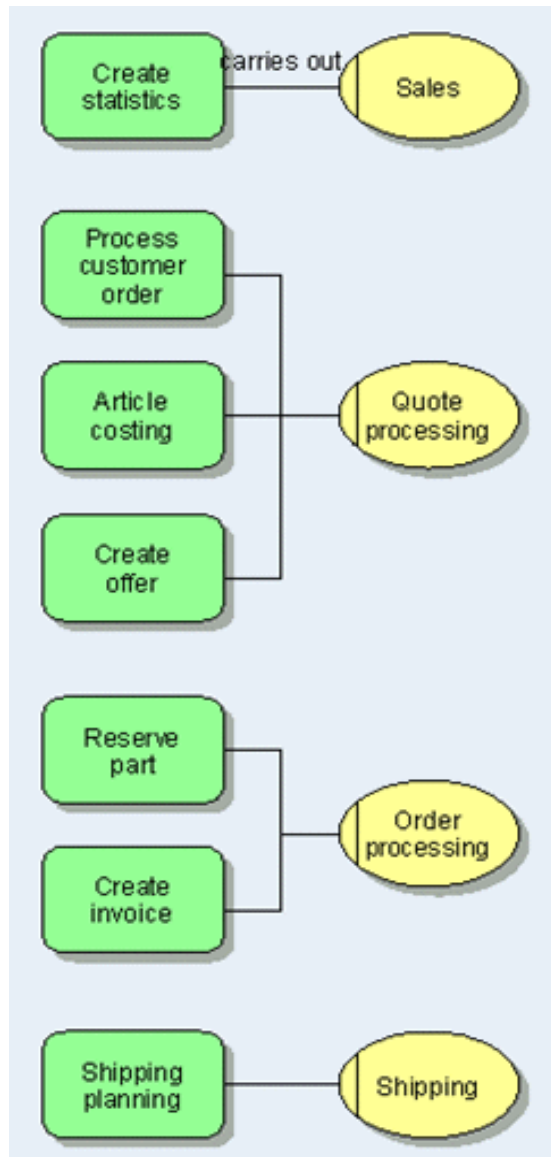 Create
statistics
carries out
Sales
Process
customer
order
Article
costing
Quote
processing
Create
offer
Reserve
part
Order
processing
Create
invoice
Shipping
planning
Shipping